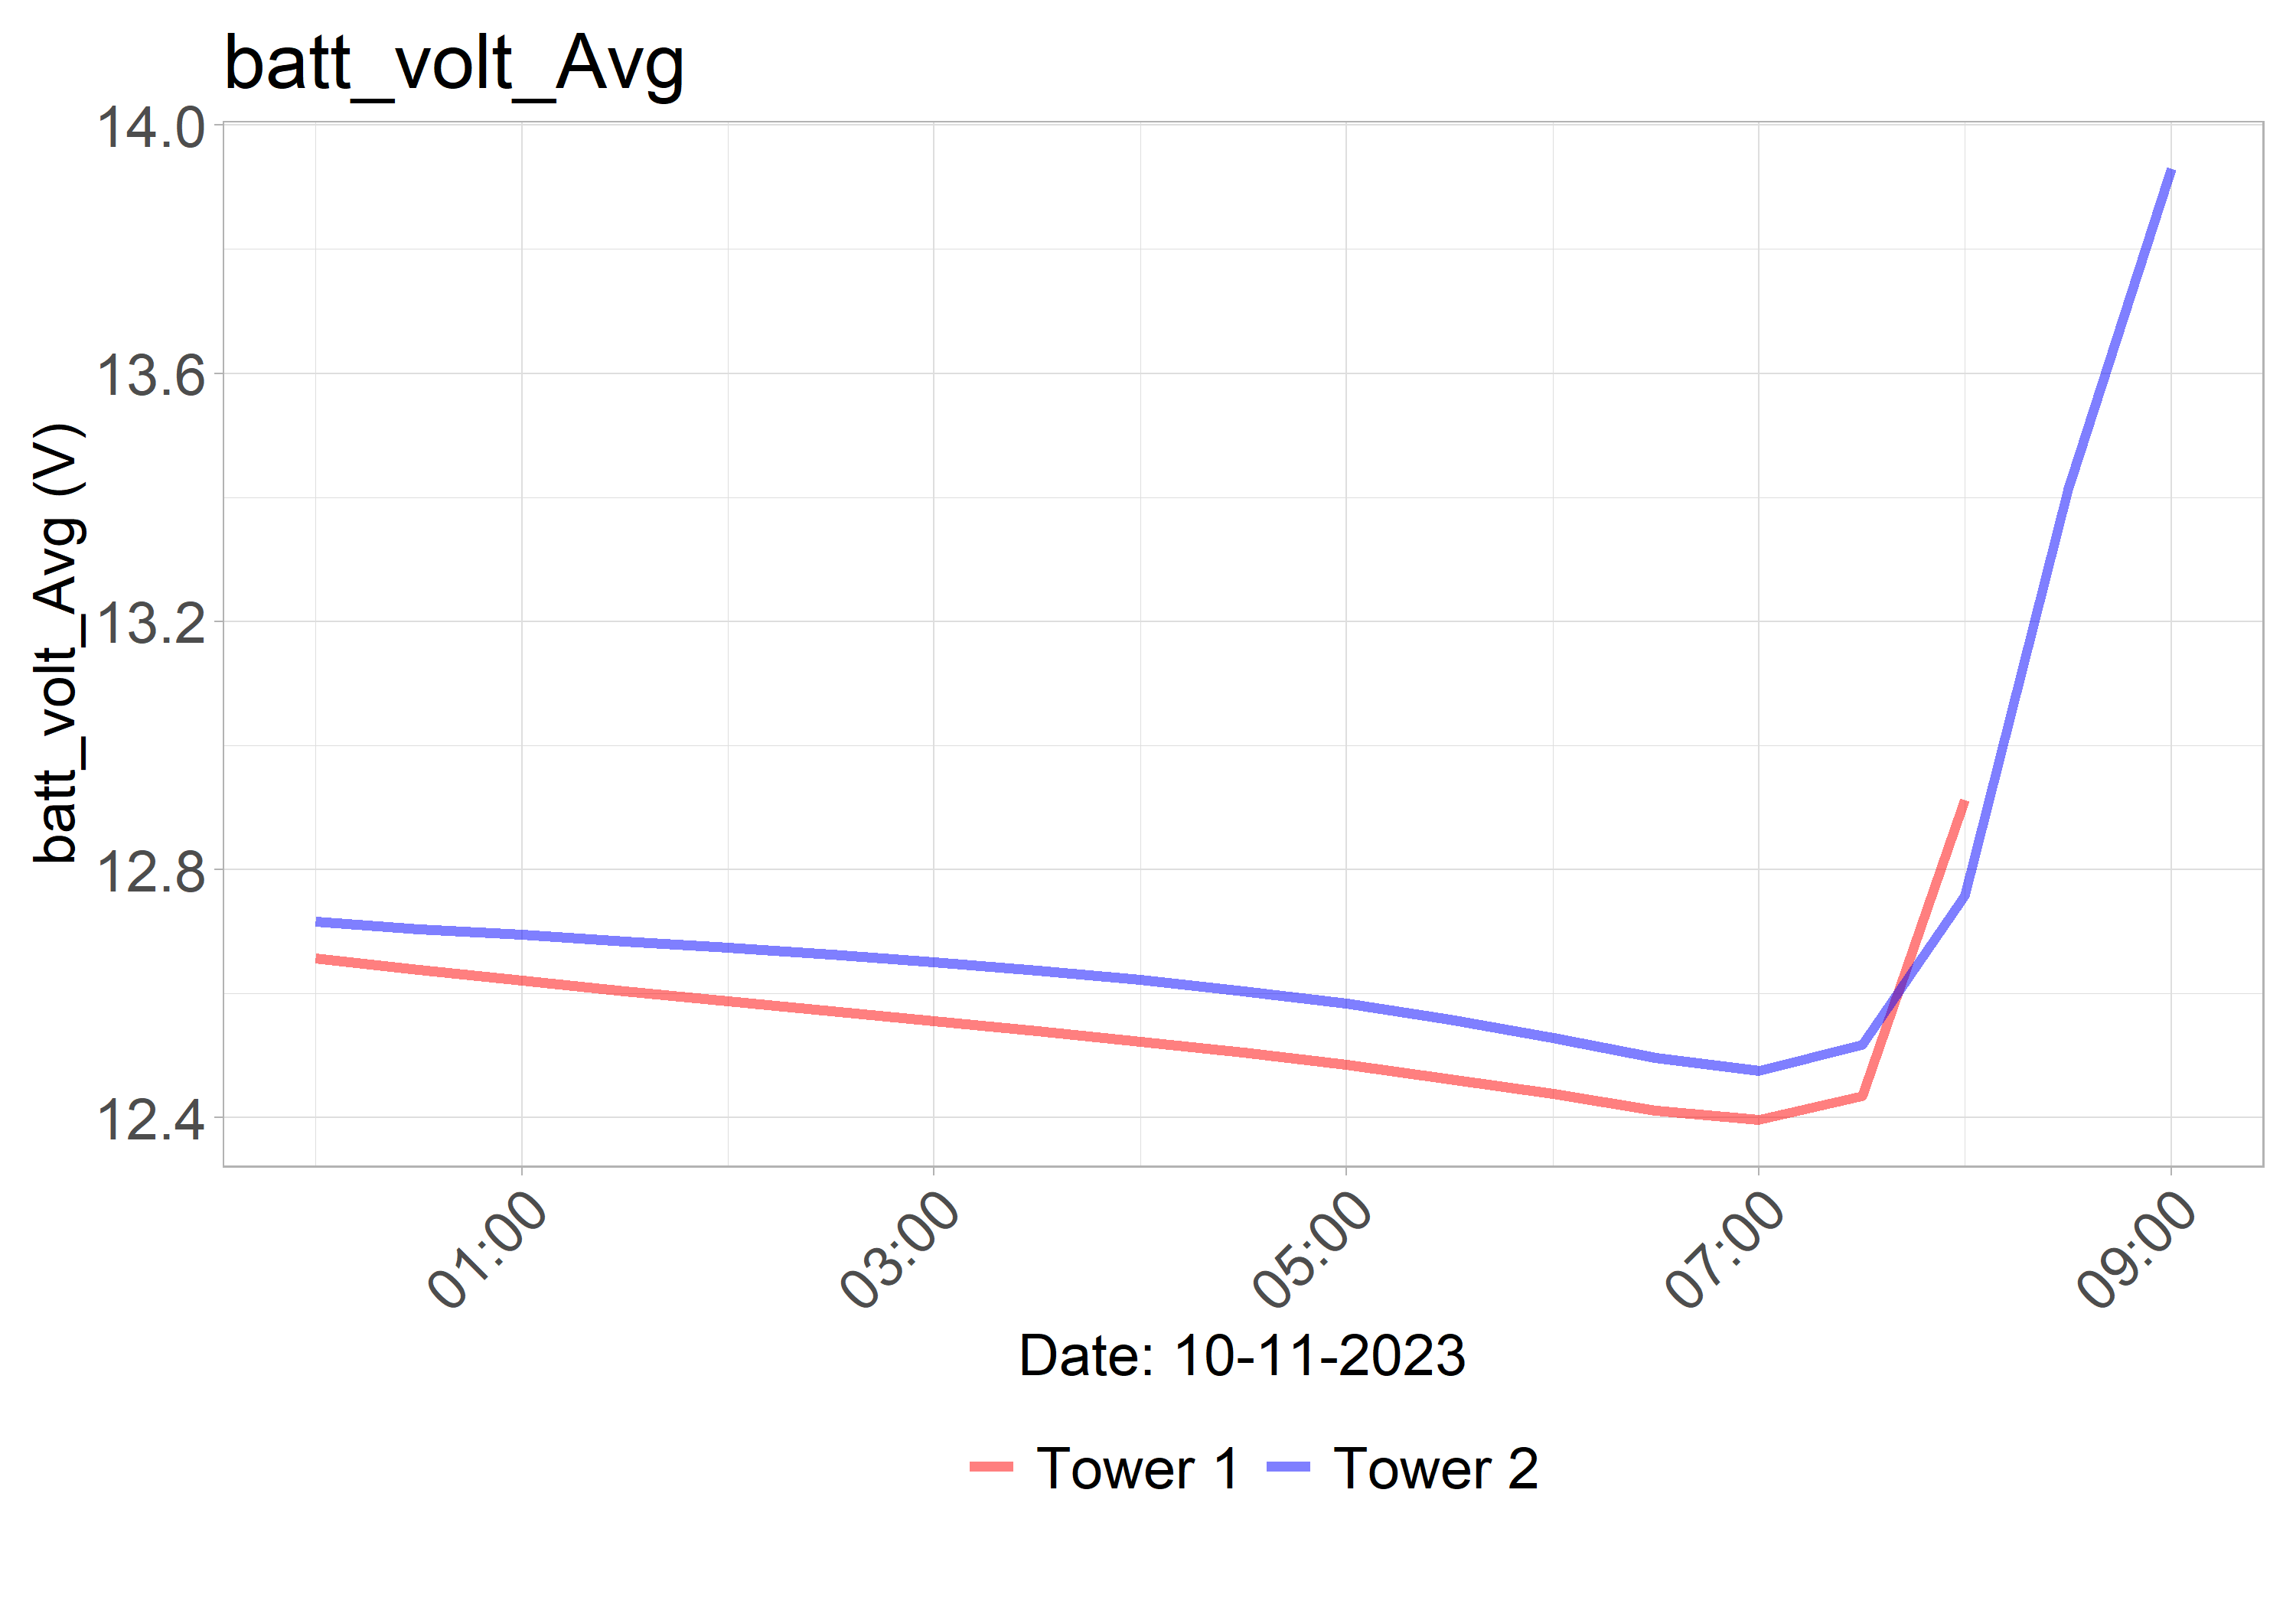 batt_volt_Avg
batt_volt_Avg (V)
14.0
13.6
13.2
12.8
12.4
01:00
03:00
05:00
07:00
09:00
Date: 10-11-2023
Tower 1
Tower 2